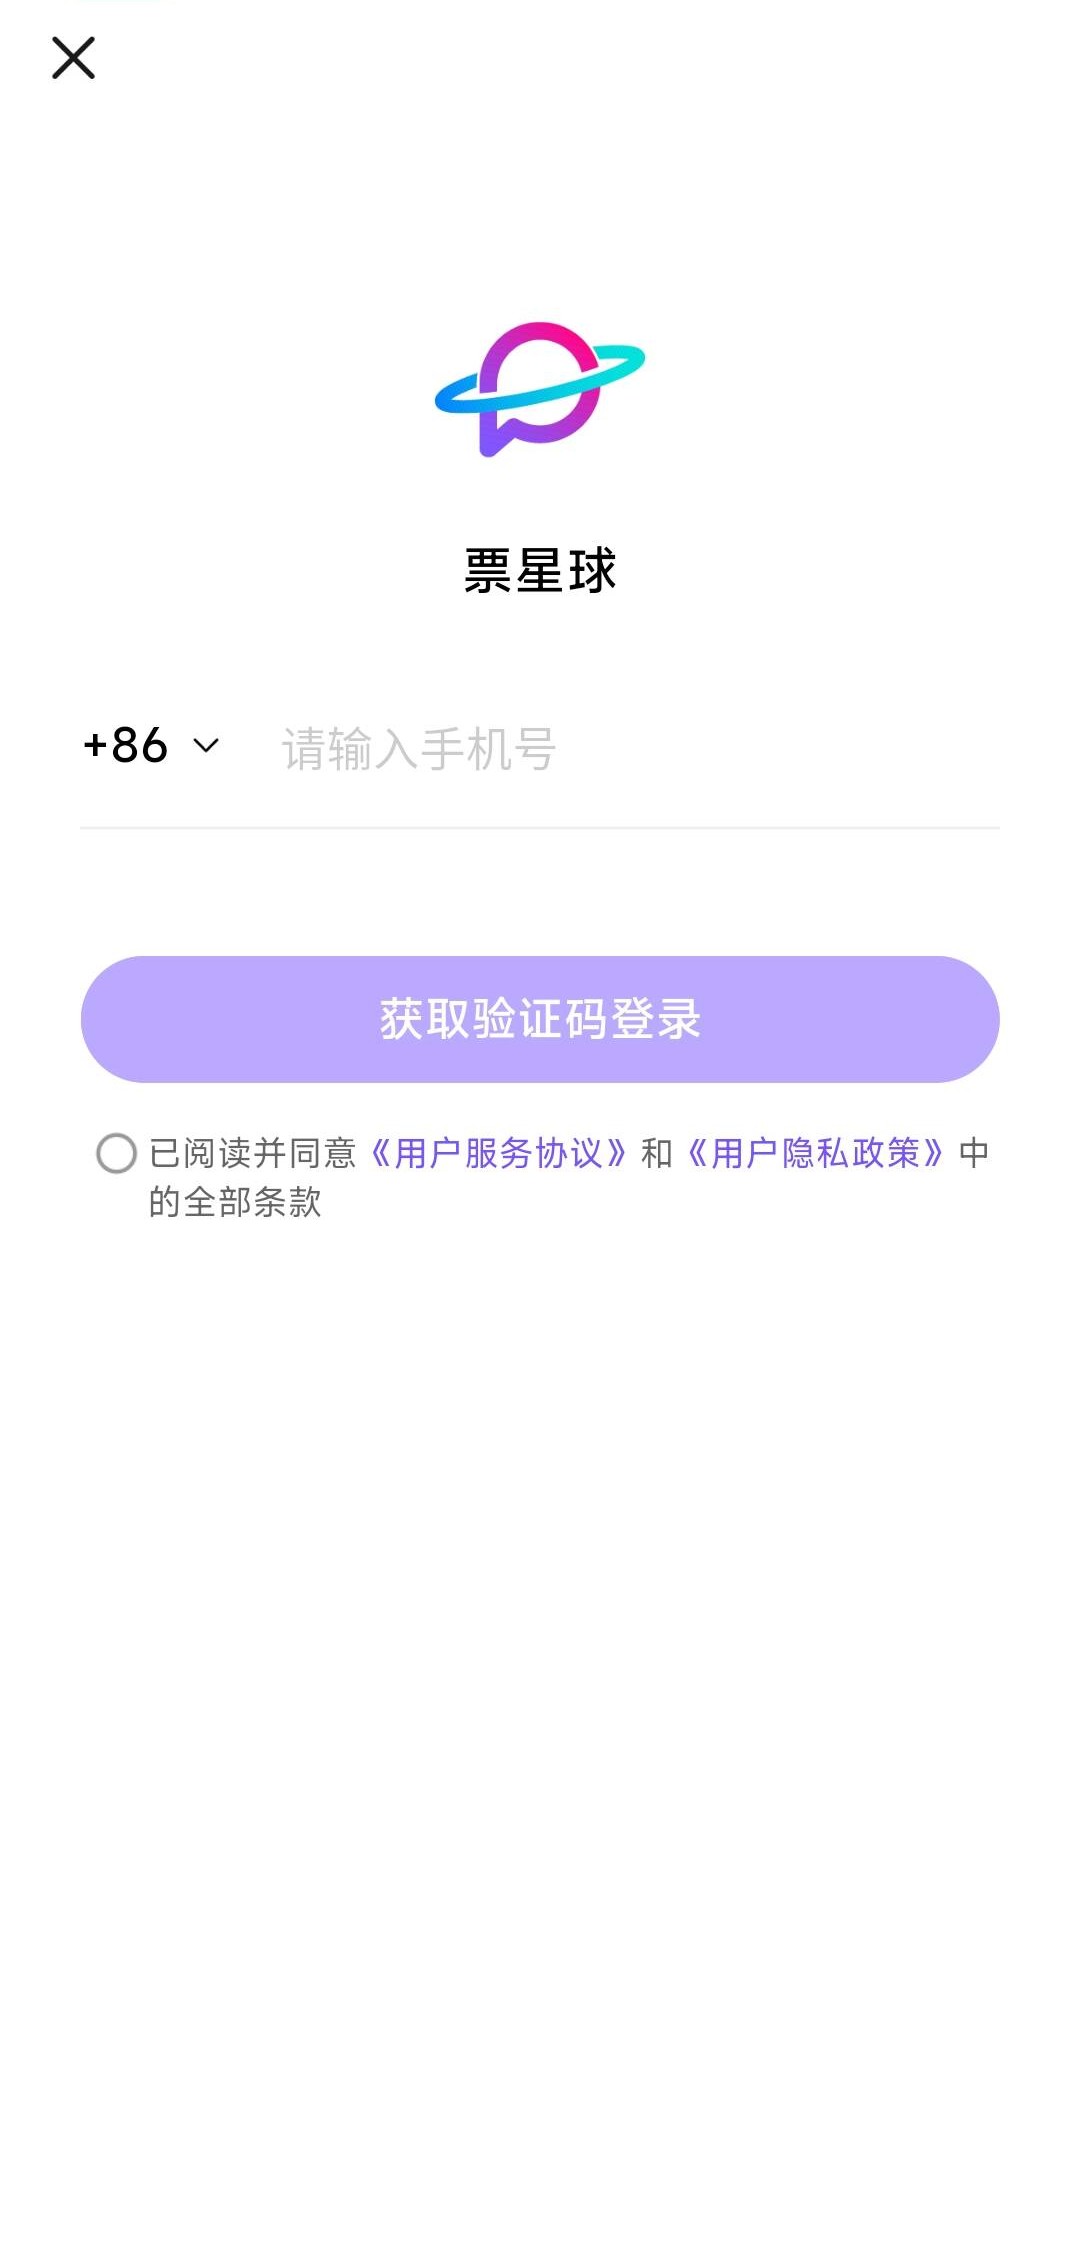 票星球
+86 请输入手机号
获取验证码登录
已阅读并同意《用户服务协议》和《用户隐私政策》中
的全部条款